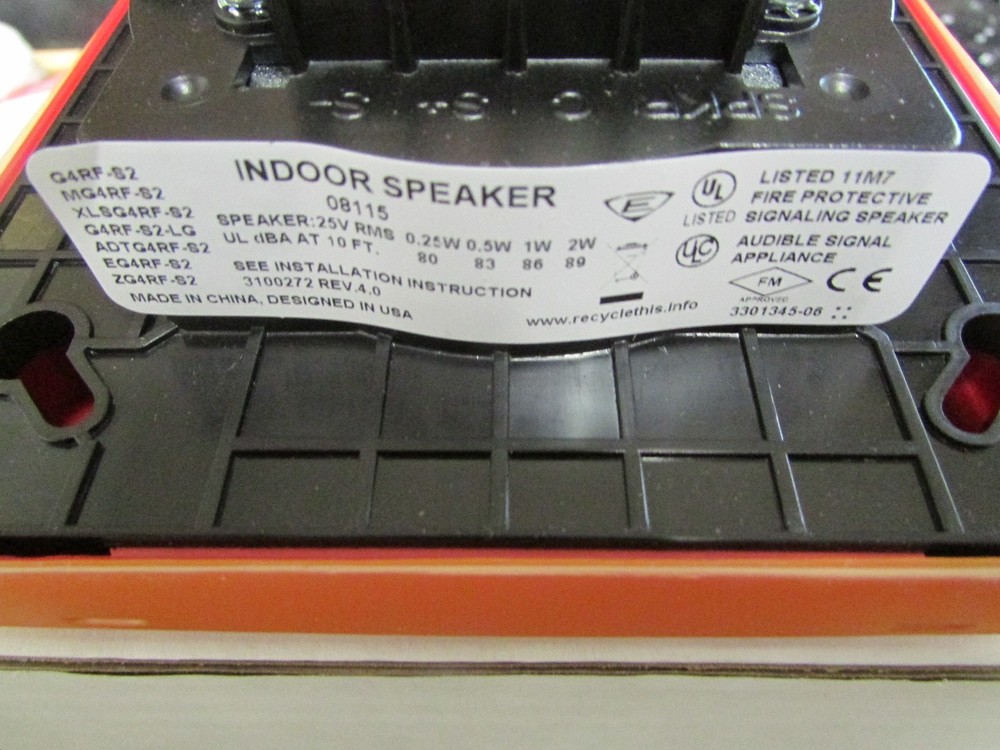 S- S+ C SPKR
INDOOR SPEAKER
08115
G4RF-S2
MG4RF-S2
XLSG4RF-S2
G4RF-S2-LG
ADTG4RF-S2
EG4RF-S2
ZG4RF-S2
SPEAKER:25V RMS 0.25W 0.5W 1W 2W
UL dBA AT 10 FT. 80 83 86 89
SEE INSTALLATION INSTRUCTION
3100272 REV.4.0
MADE IN CHINA, DESIGNED IN USA
www.recyclethis.info
E
UL
LISTED
LISTED 11M7
FIRE PROTECTIVE
SIGNALING SPEAKER
ULC
AUDIBLE SIGNAL
APPLIANCE
FM
APPROVED
CE
3301345-06